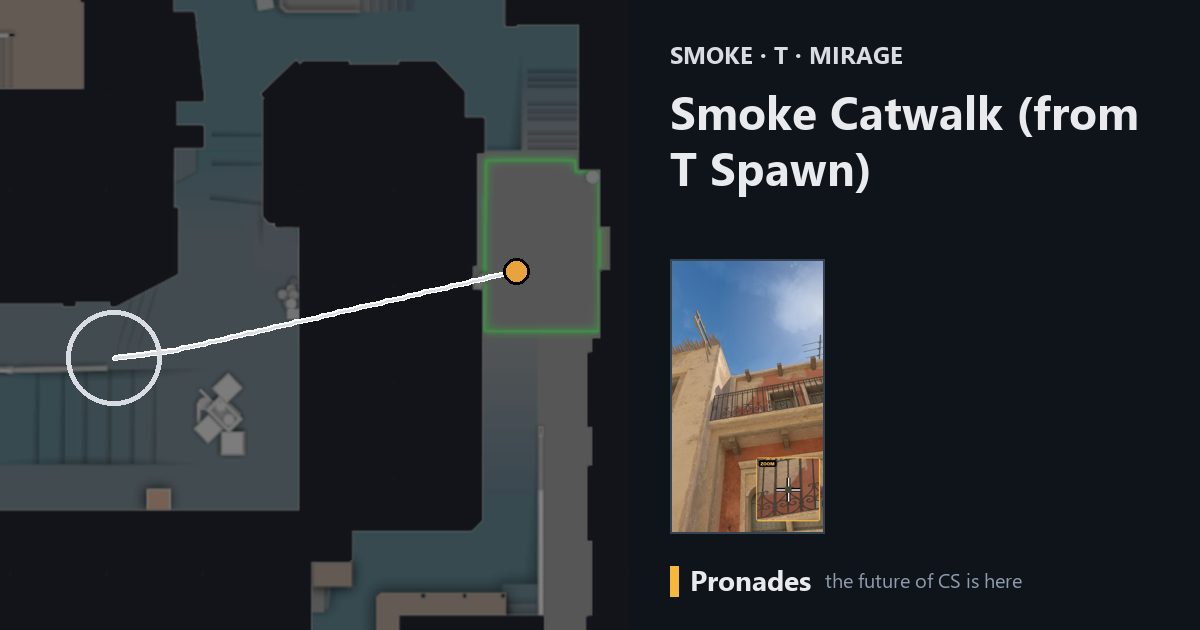 SMOKE · T · MIRAGE
Smoke Catwalk (from
T Spawn)
ZOOM
Pronades the future of CS is here